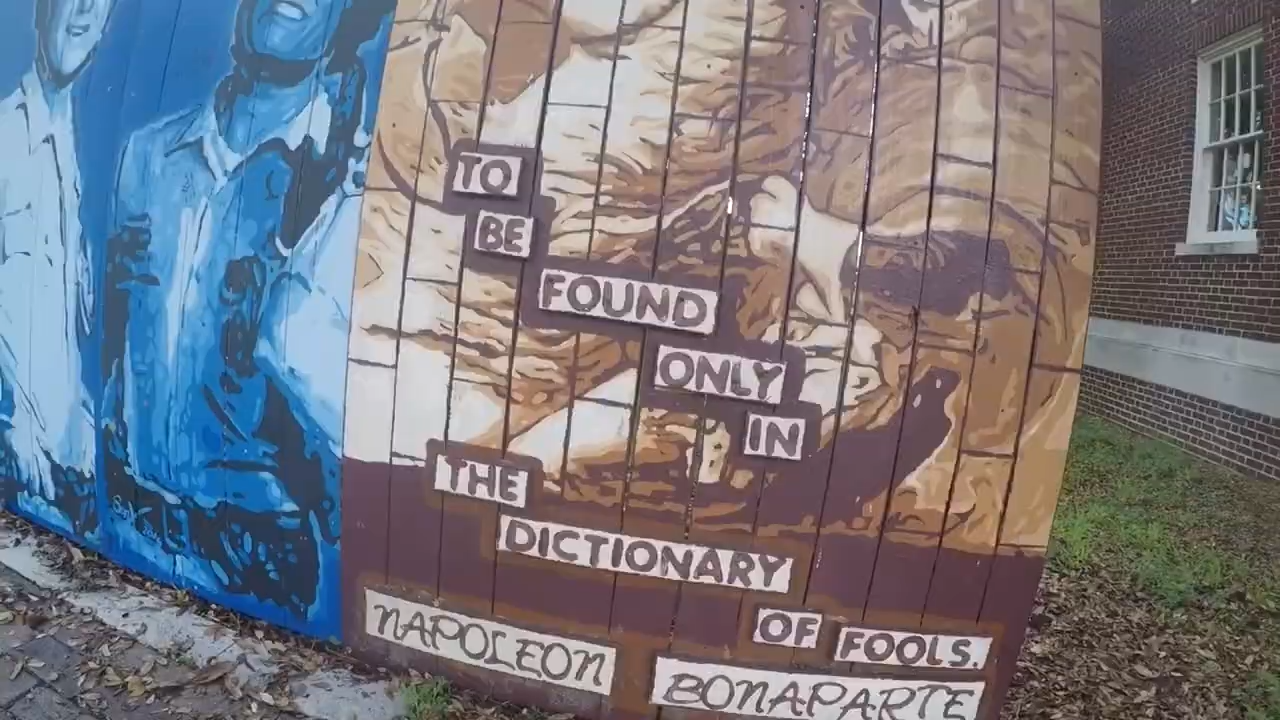 TO
BE
FOUND
ONLY
IN
THE
DICTIONARY
OF FOOLS.
NAPOLEON BONAPARTE